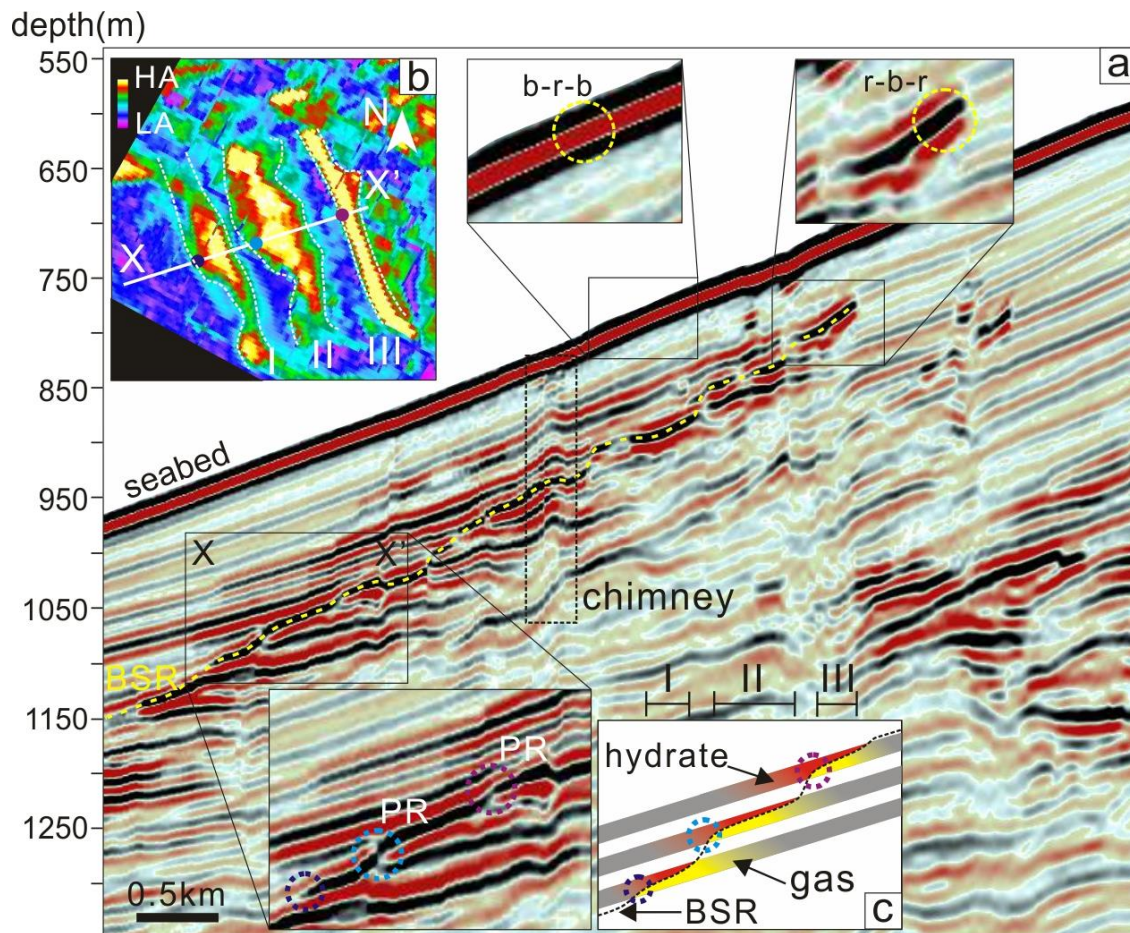 depth(m)
550
650
750
850
950
1050
1150
1250
a
b
HA
LA
N
X
X'
I
II
III
b-r-b
r-b-r
seabed
X
X'
chimney
BSR
I
II
III
PR
PR
hydrate
gas
BSR
c
0.5km